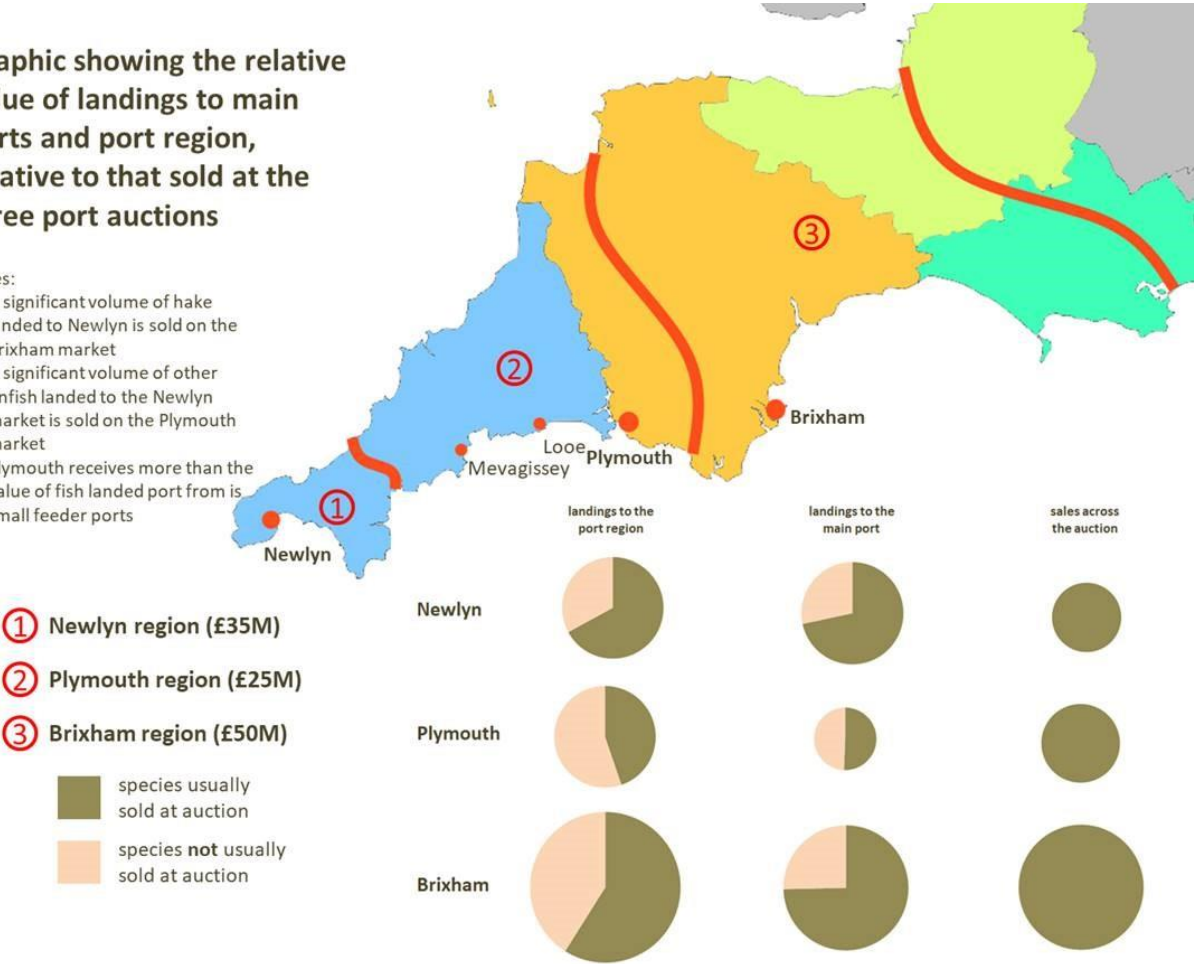 aphic showing the relative
lue of landings to main
rts and port region,
ative to that sold at the
ree port auctions
es:
significant volume of hake
nded to Newlyn is sold on the
rixham market
significant volume of other
nfish landed to the Newlyn
arket is sold on the Plymouth
arket
lymouth receives more than the
alue of fish landed port from is
mall feeder ports
3
2
1
Brixham
Looe
Plymouth
Mevagissey
Newlyn
1 Newlyn region (£35M)
2 Plymouth region (£25M)
3 Brixham region (£50M)
species usually
sold at auction
species not usually
sold at auction
landings to the
port region
landings to the
main port
sales across
the auction
Newlyn
Plymouth
Brixham